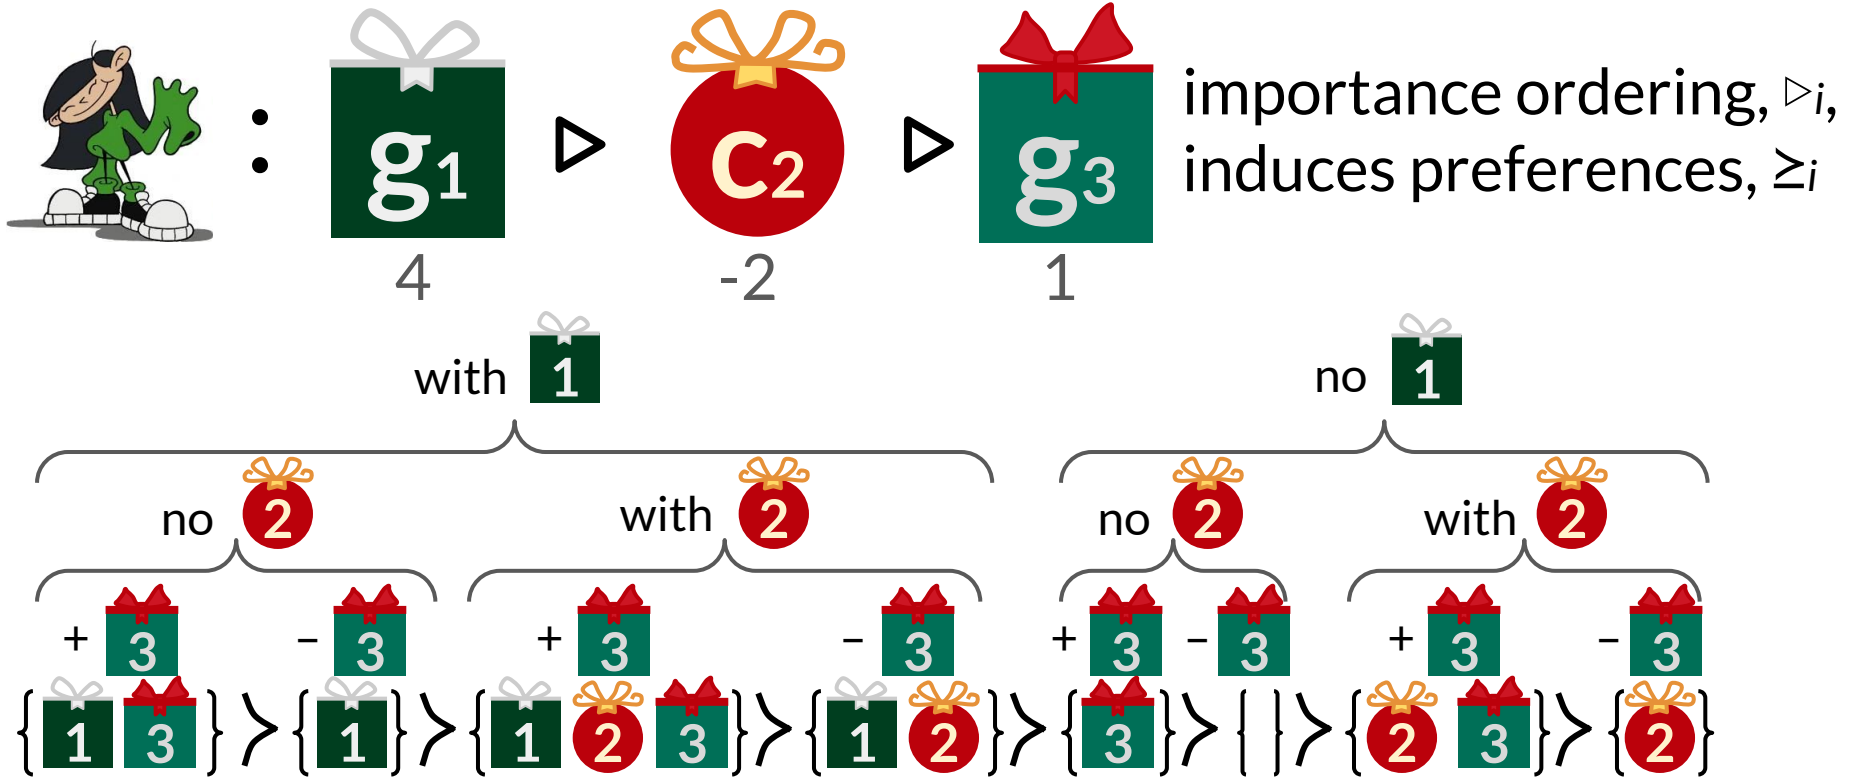 : g1 ▷ c2 ▷ g3 importance ordering, ▷i,
induces preferences, ≽i
4 -2 1
with 1 no 1
no 2 with 2 no 2 with 2
+ 3 − 3 + 3 − 3 + 3 − 3 + 3 − 3
{1 3} ≻ {1} ≻ {1 2 3} ≻ {1 2} ≻ {3} ≻ { } ≻ {2 3} ≻ {2}